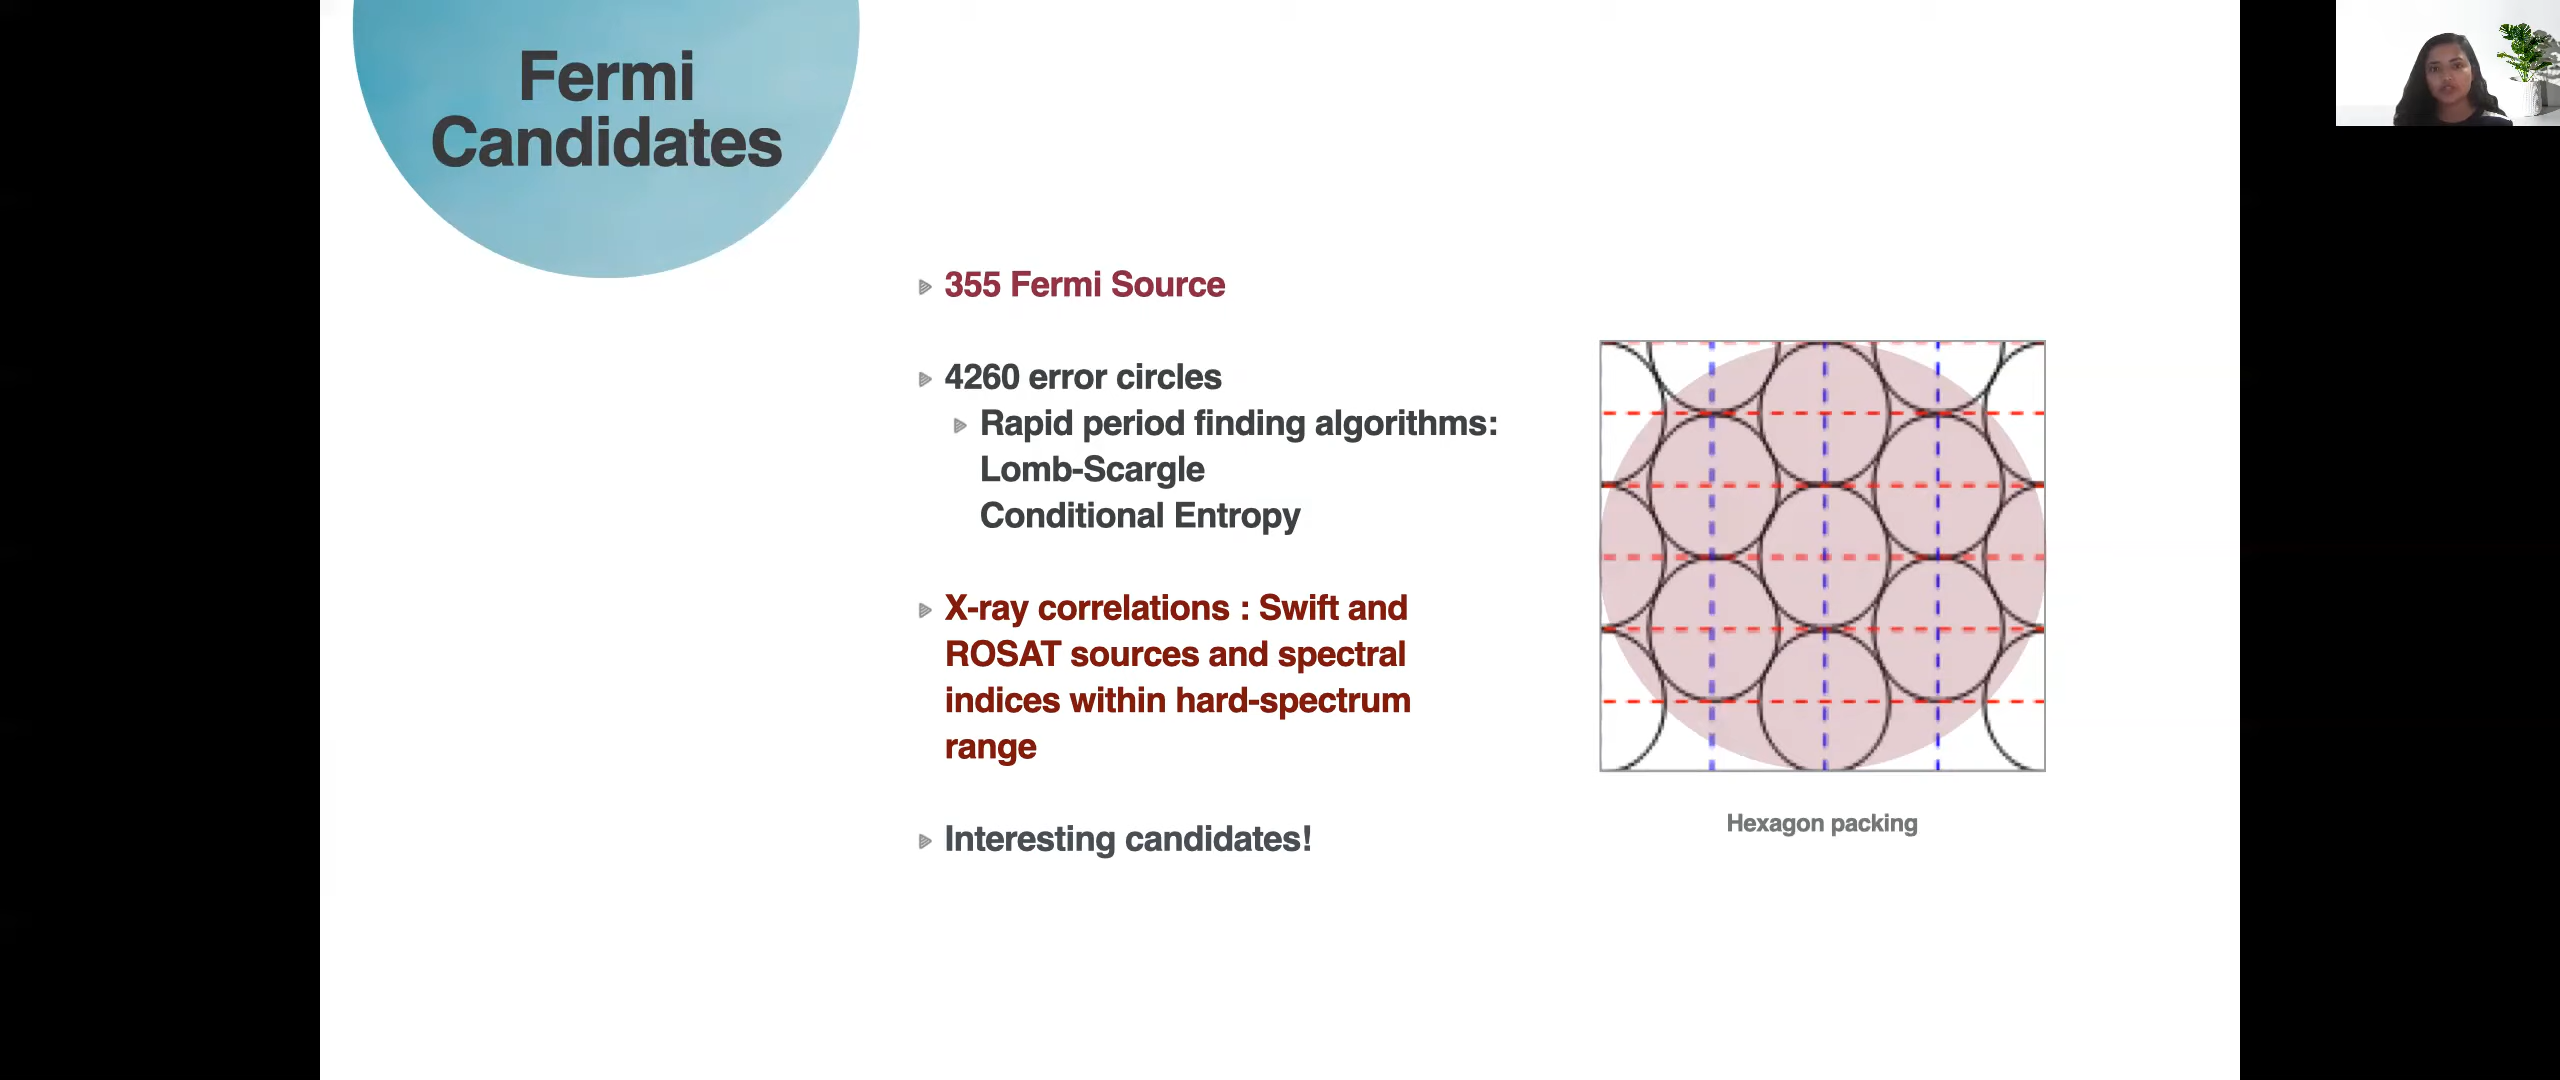 Fermi
Candidates
355 Fermi Source
4260 error circles
Rapid period finding algorithms:
Lomb-Scargle
Conditional Entropy
X-ray correlations : Swift and
ROSAT sources and spectral
indices within hard-spectrum
range
Interesting candidates!
Hexagon packing